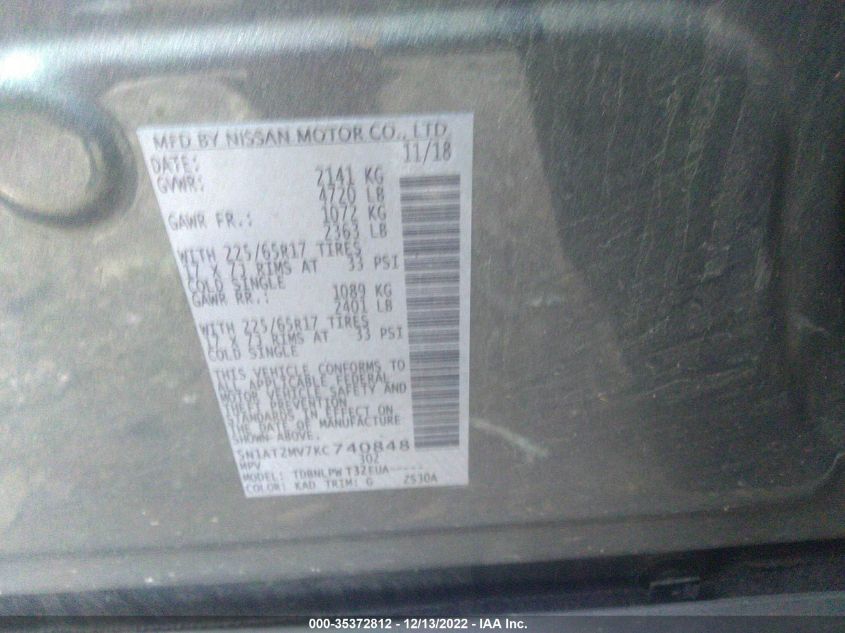 MFD BY NISSAN MOTOR CO., LTD.
DATE: 11/18
GVWR: 2141 KG
4720 LB
GAWR FR.: 1072 KG
2363 LB
WITH 225/65R17 TIRES
17 X 7J RIMS AT 33 PSI
COLD SINGLE
GAWR RR.: 1089 KG
2401 LB
WITH 225/65R17 TIRES
17 X 7J RIMS AT 33 PSI
COLD SINGLE
THIS VEHICLE CONFORMS TO
ALL APPLICABLE FEDERAL
MOTOR VEHICLE SAFETY AND
THEFT PREVENTION
STANDARDS IN EFFECT ON
THE DATE OF MANUFACTURE
SHOWN ABOVE.
5N1AT2MV7KC740848
MPV 302
MODEL: TDBNLPW T32EUA-----
COLOR: KAD TRIM: G 2530A
000-35372812 - 12/13/2022 - IAA Inc.